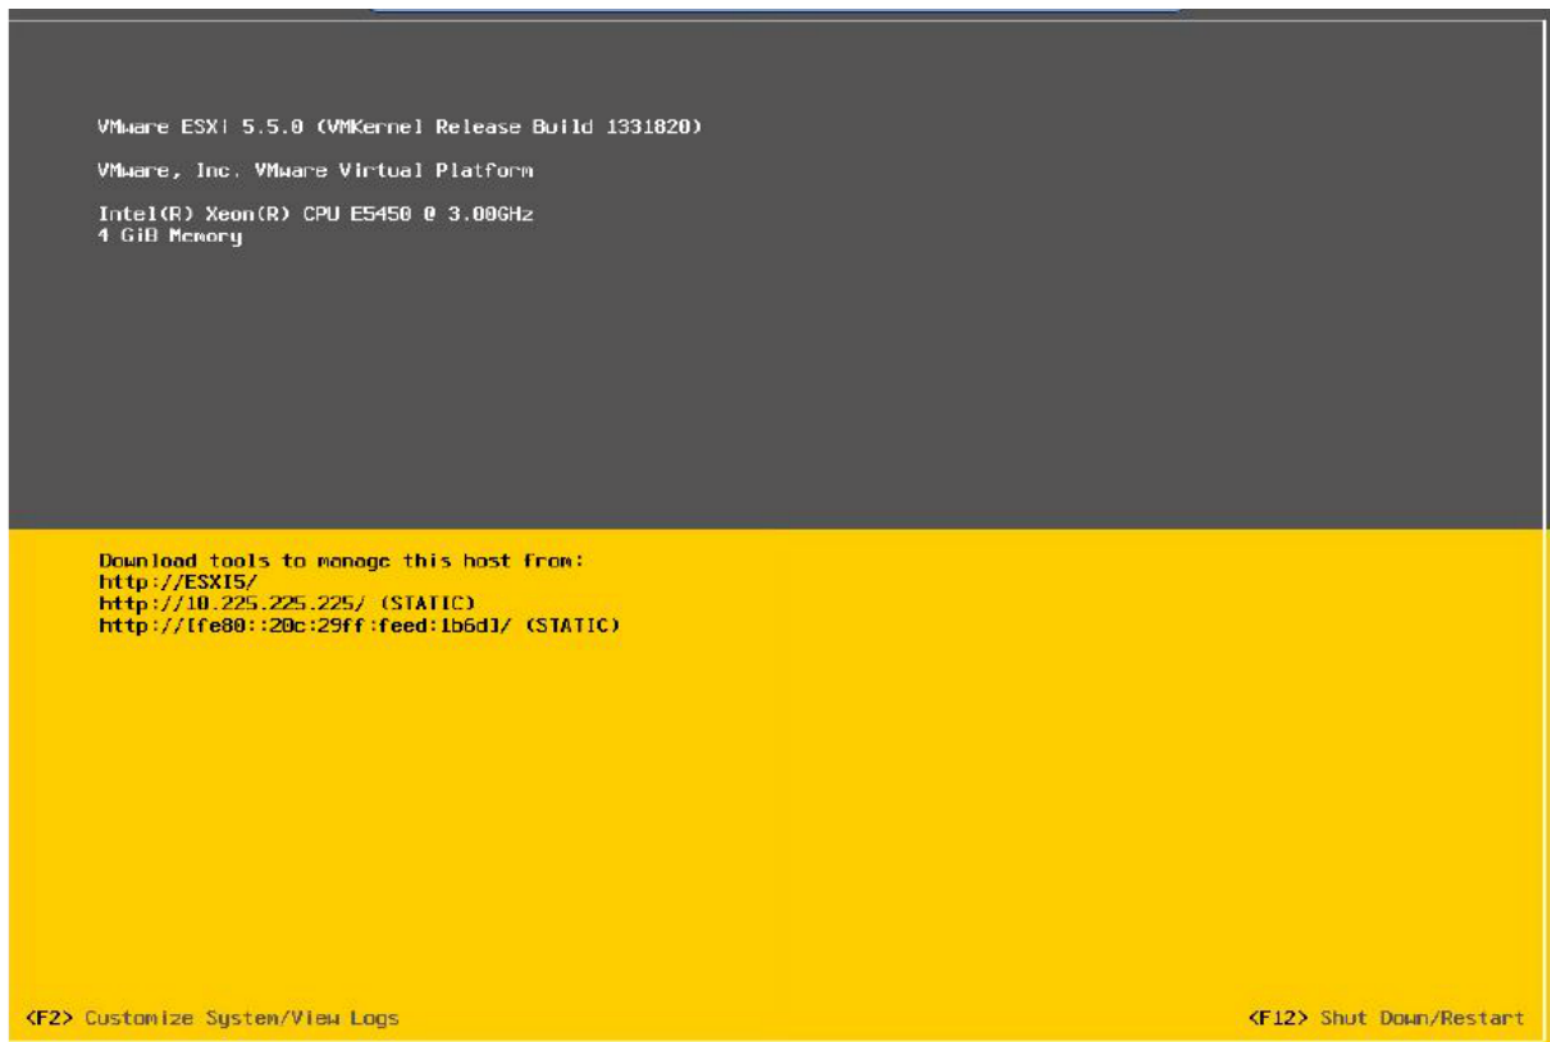 VMware ESXi 5.5.0 (VMKernel Release Build 1331820)
VMware, Inc. VMware Virtual Platform
Intel(R) Xeon(R) CPU E5450 @ 3.00GHz
4 GiB Memory
Download tools to manage this host from:
http://ESXI5/
http://10.225.225.225/ (STATIC)
http://[fe80::20c:29ff:feed:1b6d]/ (STATIC)
<F2> Customize System/View Logs
<F12> Shut Down/Restart